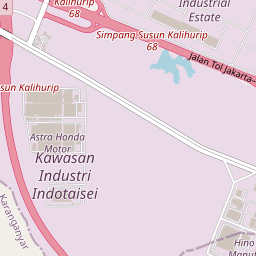 4
Kalihurip
68
Industrial
Estate
Simpang Susun Kalihurip
68
Jalan Tol Jakarta-
sun Kalihurip
Astra Honda
Motor
Kawasan
Industri
Indotaisei
Karanganyar
Hino
Manuf